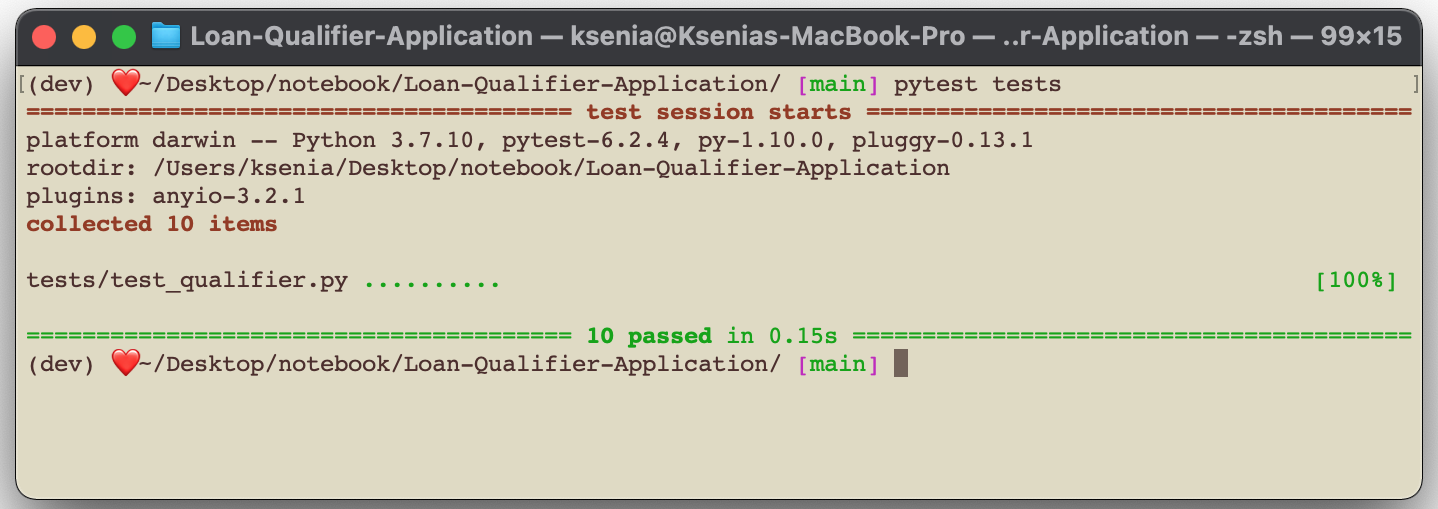 Loan-Qualifier-Application — ksenia@Ksenias-MacBook-Pro — ..r-Application — -zsh — 99×15
[(dev) ❤️~/Desktop/notebook/Loan-Qualifier-Application/ [main] pytest tests ]
======================================= test session starts =======================================
platform darwin -- Python 3.7.10, pytest-6.2.4, py-1.10.0, pluggy-0.13.1
rootdir: /Users/ksenia/Desktop/notebook/Loan-Qualifier-Application
plugins: anyio-3.2.1
collected 10 items
tests/test_qualifier.py .......... [100%]
======================================= 10 passed in 0.15s ========================================
(dev) ❤️~/Desktop/notebook/Loan-Qualifier-Application/ [main]